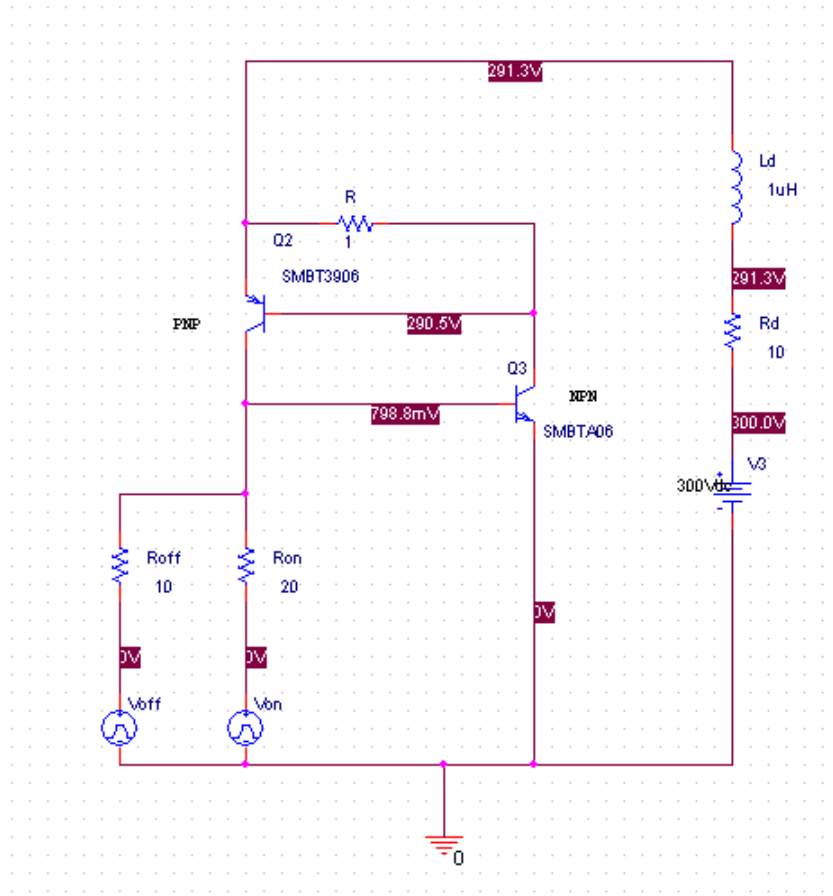 291.3V
Ld
1uH
R
1
Q2
SMBT3906
PNP
290.5V
291.3V
Rd
10
Q3
NPN
798.8mV
SMBTA06
300.0V
V3
300Vdc
+
-
Roff
10
Ron
20
0V
0V
0V
Voff
Von
0